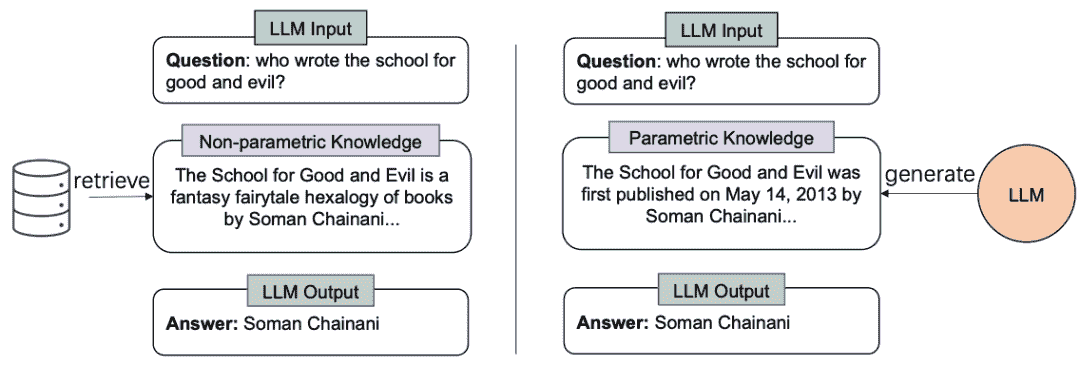 LLM Input
Question: who wrote the school for
good and evil?
Non-parametric Knowledge
retrieve
The School for Good and Evil is a
fantasy fairytale hexalogy of books
by Soman Chainani...
LLM Output
Answer: Soman Chainani
LLM Input
Question: who wrote the school for
good and evil?
Parametric Knowledge
The School for Good and Evil was
first published on May 14, 2013 by
Soman Chainani...
generate
LLM
LLM Output
Answer: Soman Chainani